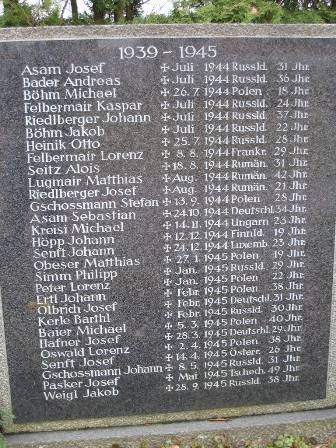 1939 - 1945
Asam Josef + Juli 1944 Russld. 31 Jhr.
Bader Andreas + Juli 1944 Russld. 36 Jhr.
Böhm Michael + 26.7. 1944 Polen 18 Jhr.
Felbermair Kaspar + Juli 1944 Russld. 24 Jhr.
Riedlberger Johann + Juli 1944 Russld. 37 Jhr.
Böhm Jakob + Juli 1944 Russld. 22 Jhr.
Heinik Otto + 25.7. 1944 Russld. 28 Jhr.
Felbermair Lorenz + 8.8. 1944 Frankr. 29 Jhr.
Seitz Alois + 18.8. 1944 Rumän. 31 Jhr.
Lugmair Matthias + Aug. 1944 Rumän. 42 Jhr.
Riedlberger Josef + Aug. 1944 Rumän. 21 Jhr.
Gschossmann Stefan + 13.9. 1944 Polen 28 Jhr.
Asam Sebastian + 24.10. 1944 Deutschl. 34 Jhr.
Kreisi Michael + 14.11. 1944 Ungarn 23 Jhr.
Höpp Johann + 12.12. 1944 Finnld. 19 Jhr.
Senft Johann + 24.12. 1944 Luxemb. 23 Jhr.
Obeser Matthias + 27.1. 1945 Polen 19 Jhr.
Simm Philipp + Jan. 1945 Russld. 29 Jhr.
Peter Lorenz + Jan. 1945 Polen 22 Jhr.
Ertl Johann + Febr. 1945 Polen 38 Jhr.
Olbrich Josef + Febr. 1945 Deutschl. 31 Jhr.
Kerle Barthl. + Febr. 1945 Russld. 30 Jhr.
Baier Michael + 5.3. 1945 Polen 40 Jhr.
Hafner Josef + 28.3. 1945 Deutschl. 29 Jhr.
Oswald Lorenz + 2.4. 1945 Polen 38 Jhr.
Senft Josef + 14.4. 1945 Österr. 26 Jhr.
Gschossmann Johann + 8.5. 1945 Russld. 31 Jhr.
Pasker Josef + Mai 1945 Tschech. 49 Jhr.
Weigl Jakob + 28.9. 1945 Russld. 38 Jhr.